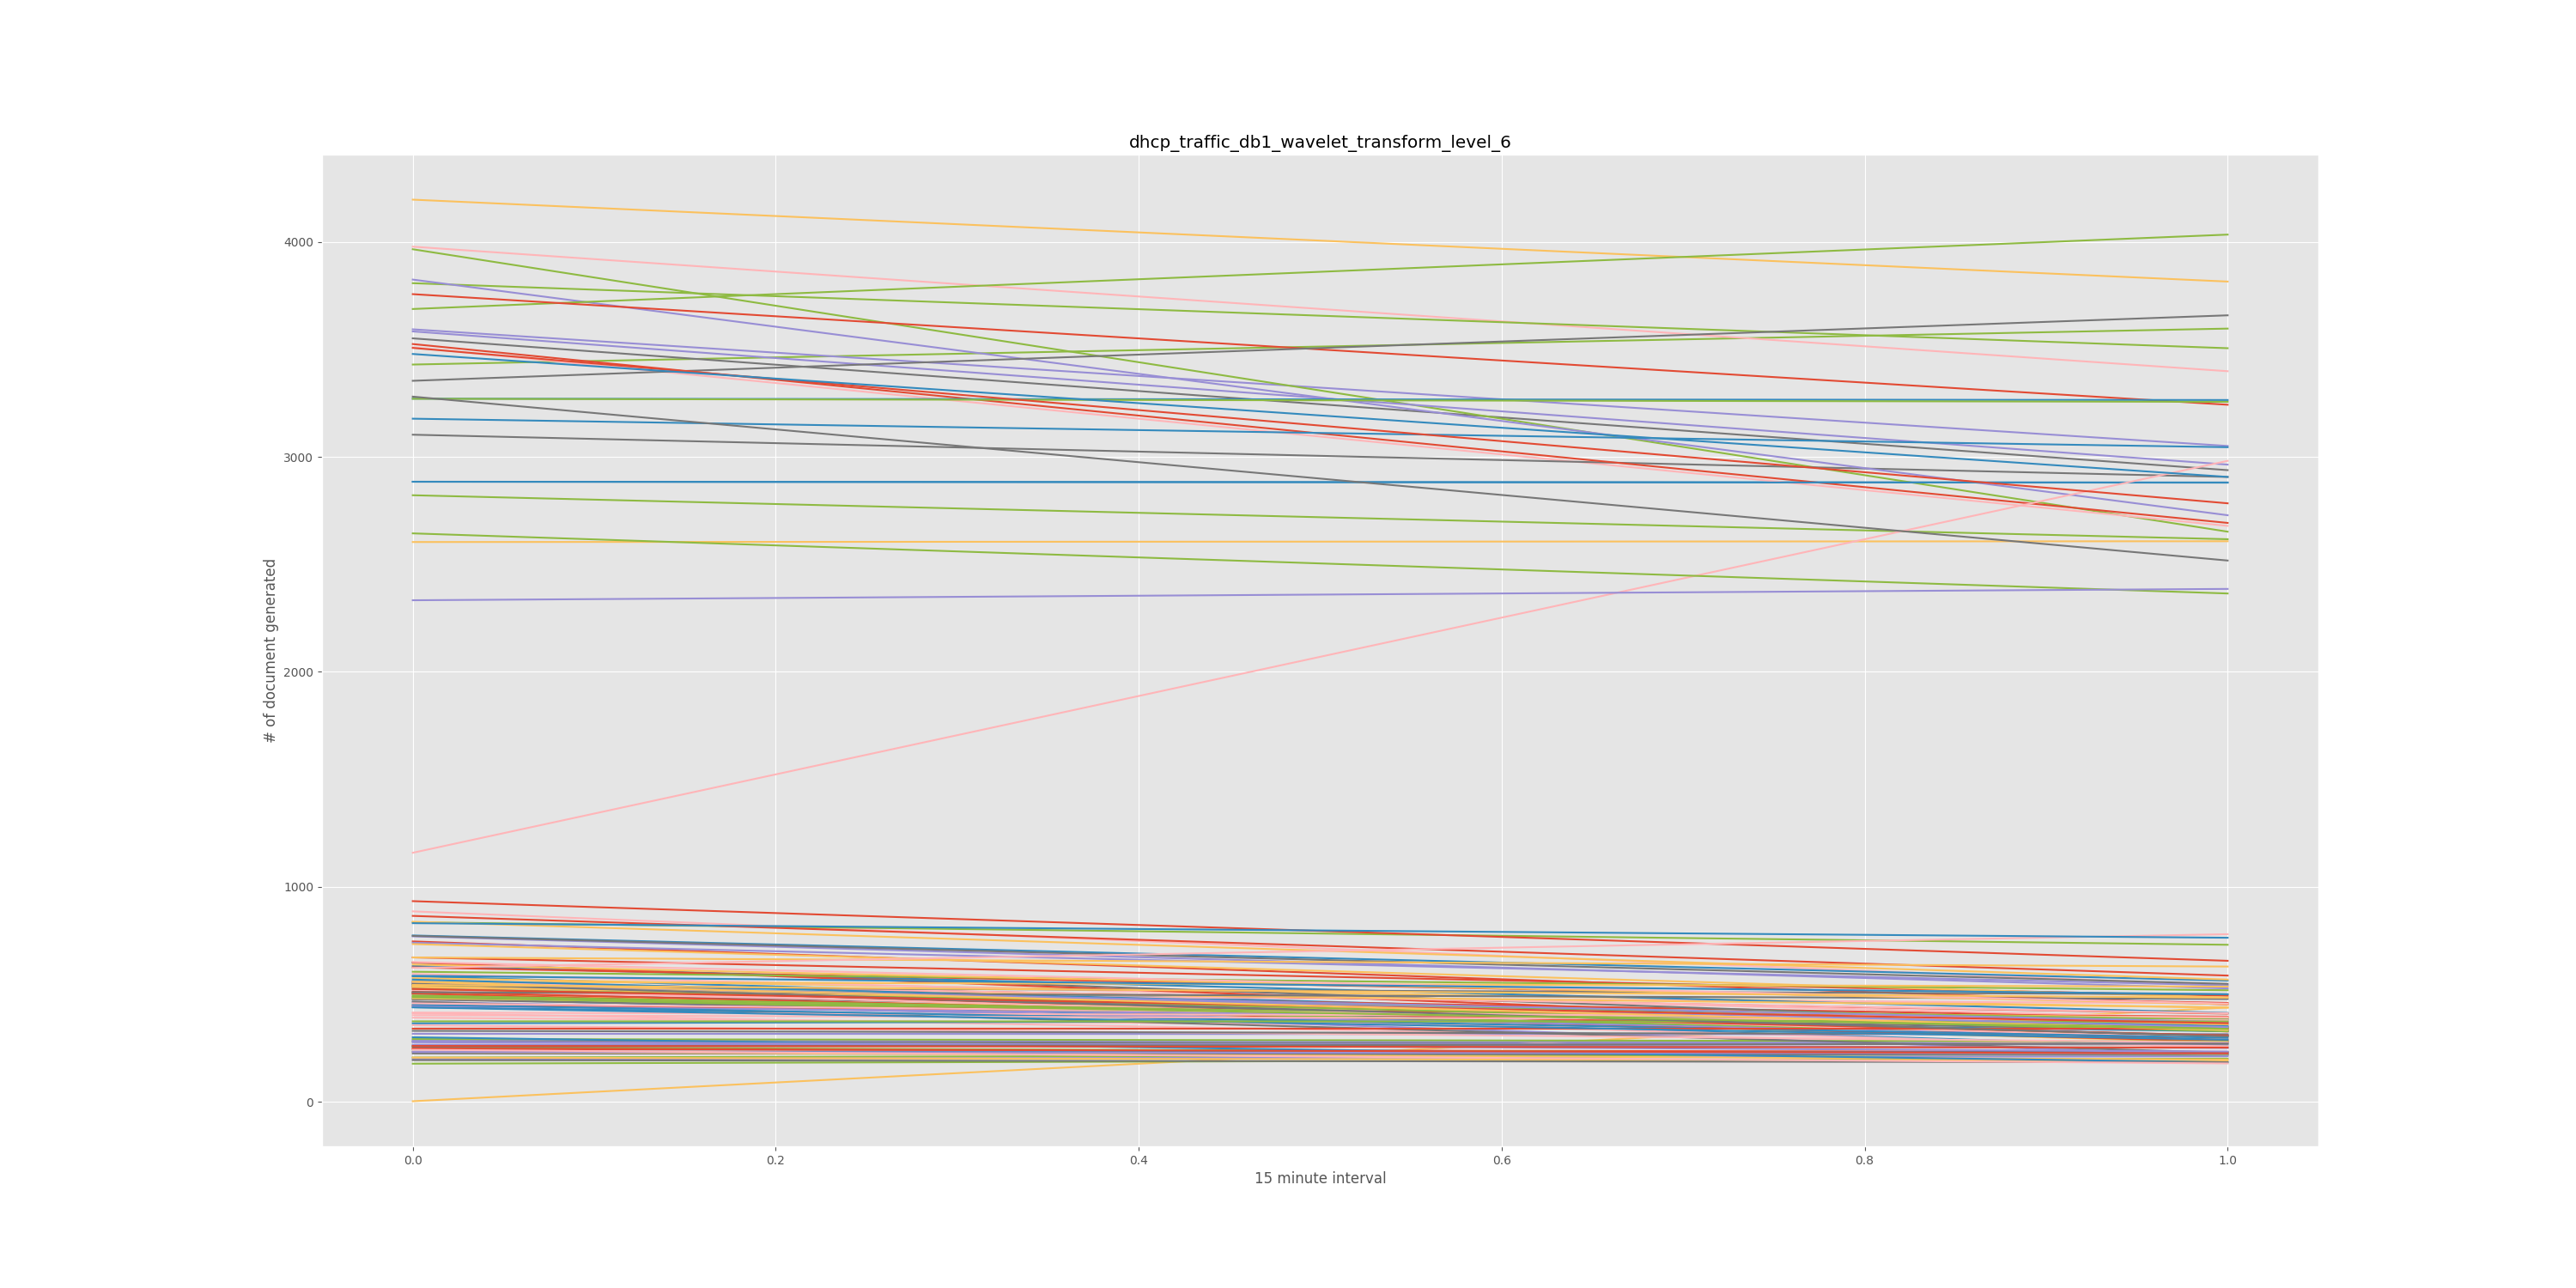 dhcp_traffic_db1_wavelet_transform_level_6
4000
3000
2000
1000
0
# of document generated
0.0 0.2 0.4 0.6 0.8 1.0
15 minute interval